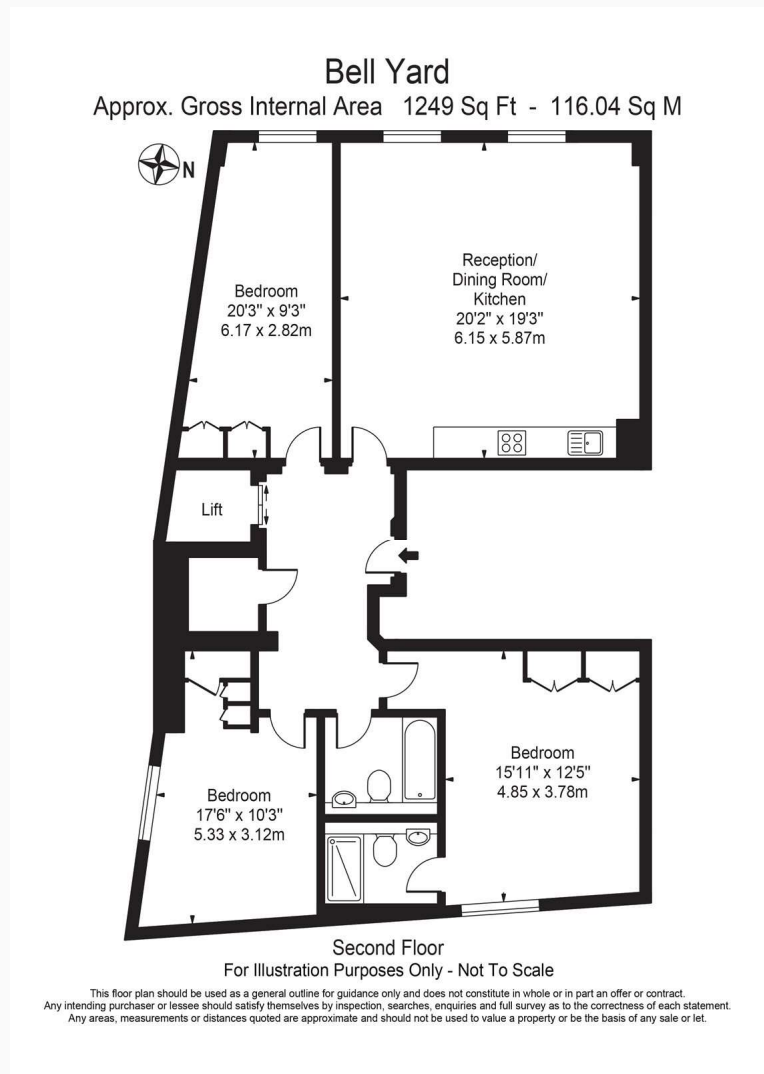 Bell Yard
Approx. Gross Internal Area 1249 Sq Ft - 116.04 Sq M
N
Bedroom
20'3" x 9'3"
6.17 x 2.82m
Reception/
Dining Room/
Kitchen
20'2" x 19'3"
6.15 x 5.87m
Lift
Bedroom
17'6" x 10'3"
5.33 x 3.12m
Bedroom
15'11" x 12'5"
4.85 x 3.78m
Second Floor
For Illustration Purposes Only - Not To Scale
This floor plan should be used as a general outline for guidance only and does not constitute in whole or in part an offer or contract.
Any intending purchaser or lessee should satisfy themselves by inspection, searches, enquiries and full survey as to the correctness of each statement.
Any areas, measurements or distances quoted are approximate and should not be used to value a property or be the basis of any sale or let.